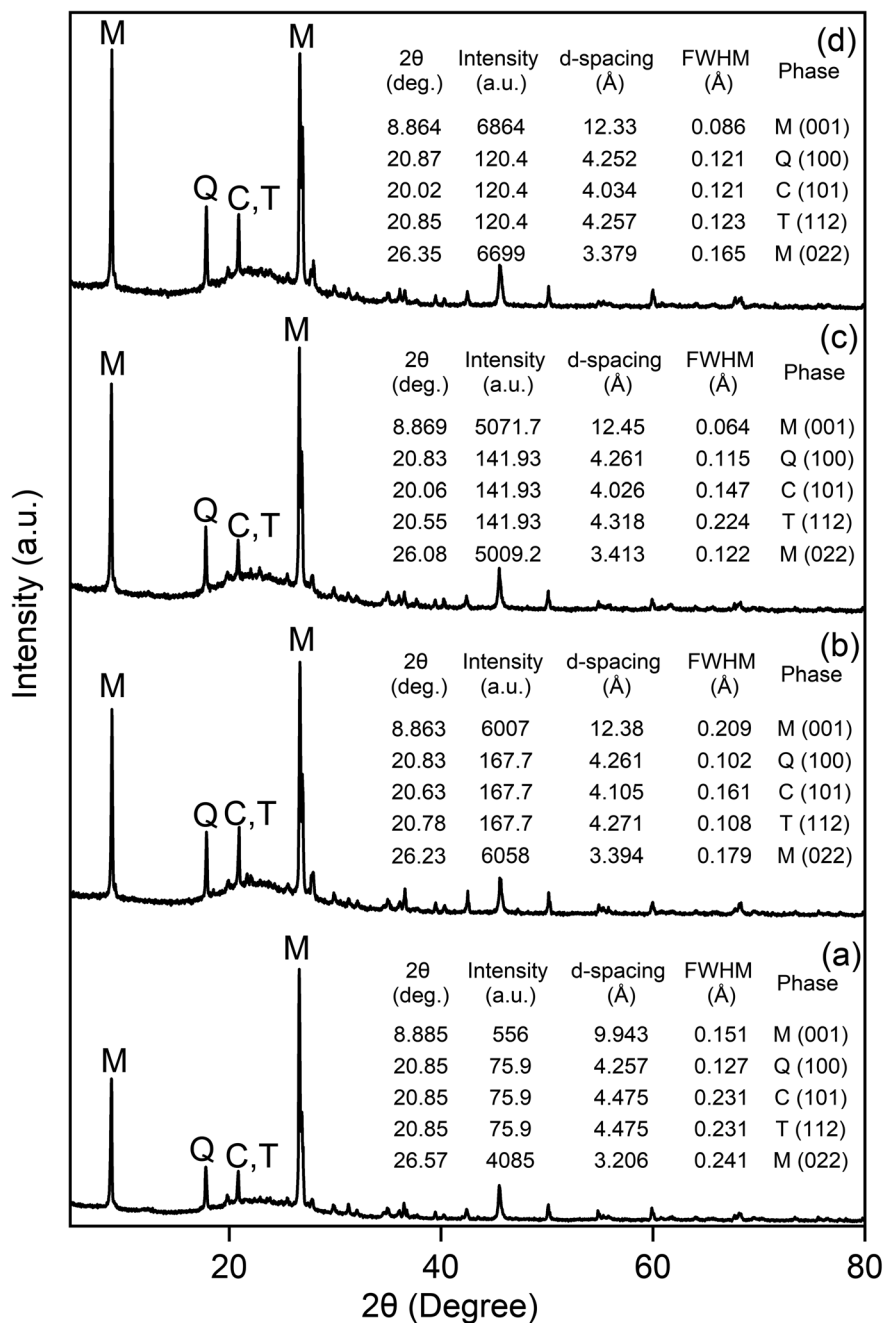 M
M
(d)
Q
C,T
2θ Intensity d-spacing FWHM Phase
(deg.) (a.u.) (Å) (Å)
8.864 6864 12.33 0.086 M (001)
20.87 120.4 4.252 0.121 Q (100)
20.02 120.4 4.034 0.121 C (101)
20.85 120.4 4.257 0.123 T (112)
26.35 6699 3.379 0.165 M (022)
M
M
(c)
Q
C,T
2θ Intensity d-spacing FWHM Phase
(deg.) (a.u.) (Å) (Å)
8.869 5071.7 12.45 0.064 M (001)
20.83 141.93 4.261 0.115 Q (100)
20.06 141.93 4.026 0.147 C (101)
20.55 141.93 4.318 0.224 T (112)
26.08 5009.2 3.413 0.122 M (022)
M
M
(b)
Q
C,T
2θ Intensity d-spacing FWHM Phase
(deg.) (a.u.) (Å) (Å)
8.863 6007 12.38 0.209 M (001)
20.83 167.7 4.261 0.102 Q (100)
20.63 167.7 4.105 0.161 C (101)
20.78 167.7 4.271 0.108 T (112)
26.23 6058 3.394 0.179 M (022)
M
M
(a)
Q
C,T
2θ Intensity d-spacing FWHM Phase
(deg.) (a.u.) (Å) (Å)
8.885 556 9.943 0.151 M (001)
20.85 75.9 4.257 0.127 Q (100)
20.85 75.9 4.475 0.231 C (101)
20.85 75.9 4.475 0.231 T (112)
26.57 4085 3.206 0.241 M (022)
Intensity (a.u.)
20 40 60 80
2θ (Degree)